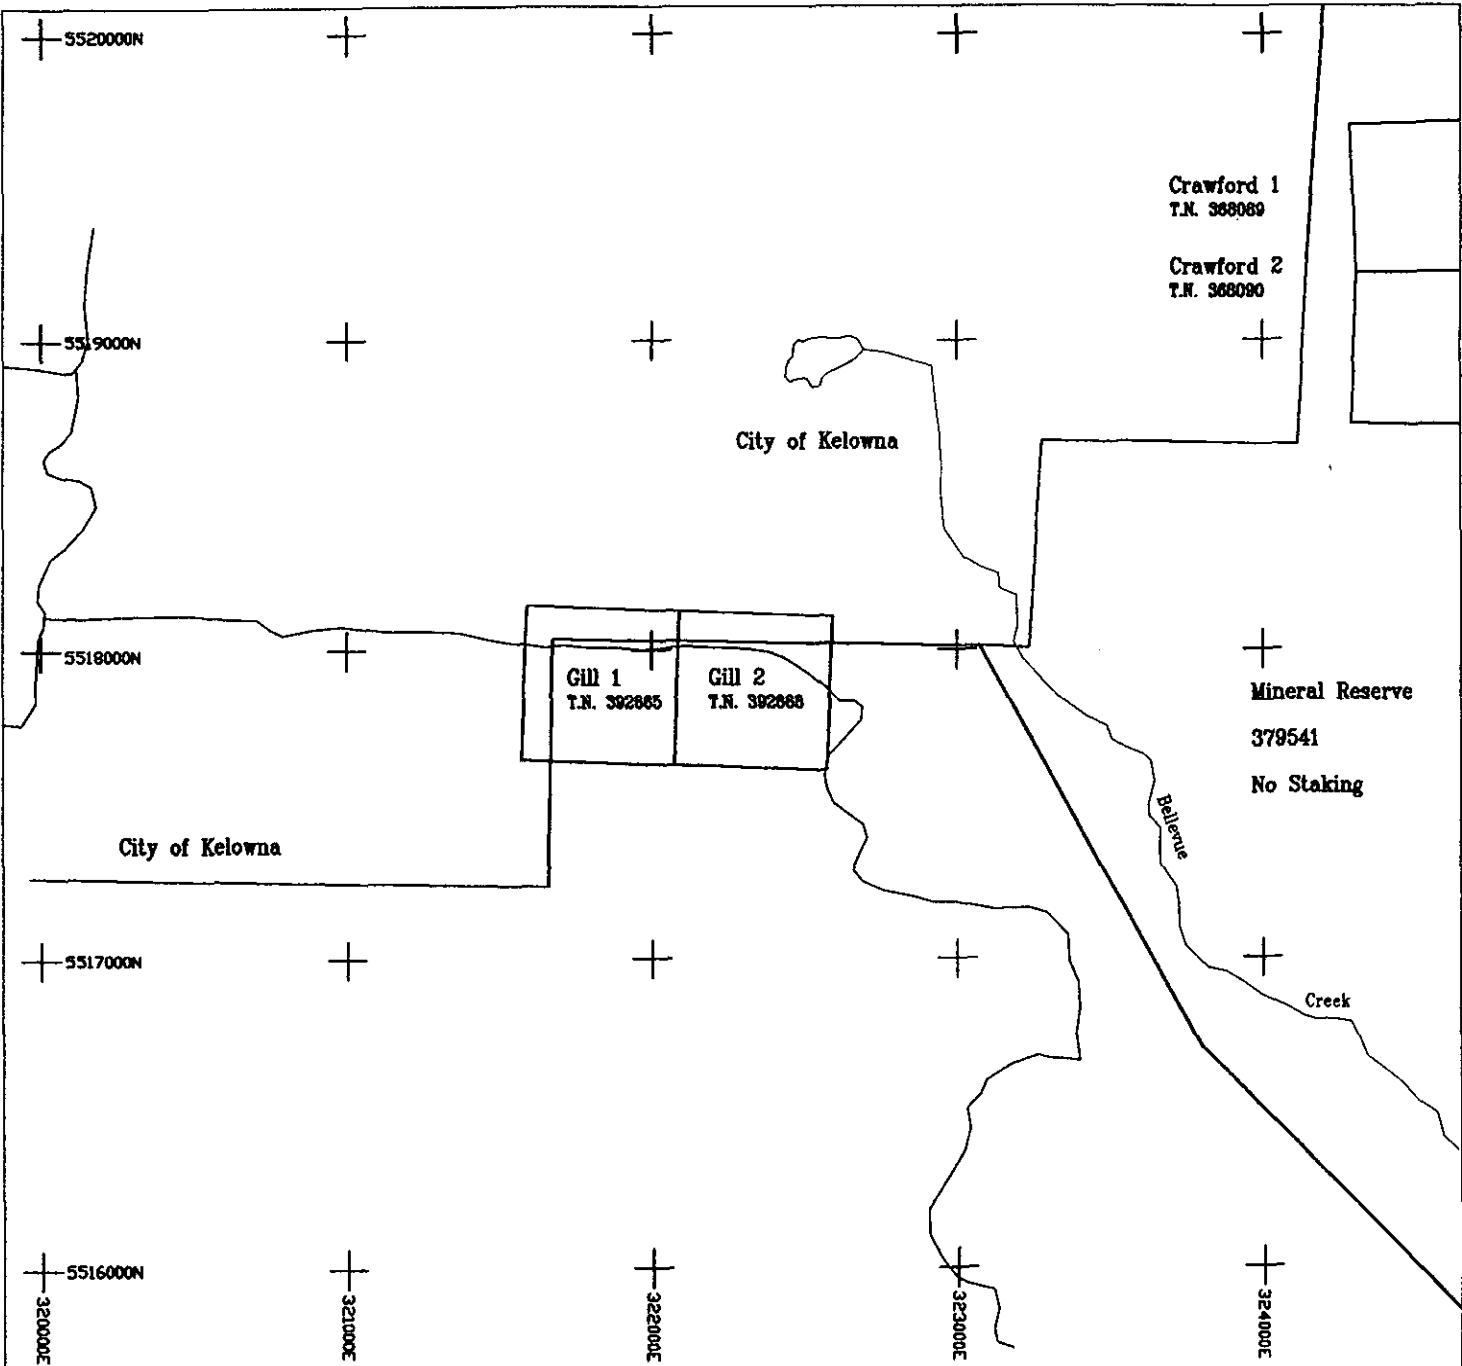 5520000N
Crawford 1
T.N. 368089
Crawford 2
T.N. 368090
5519000N
City of Kelowna
5518000N
Gill 1
T.N. 392665
Gill 2
T.N. 392666
Mineral Reserve
379541
No Staking
Bellevue
City of Kelowna
5517000N
Creek
5516000N
320000E
321000E
322000E
323000E
324000E